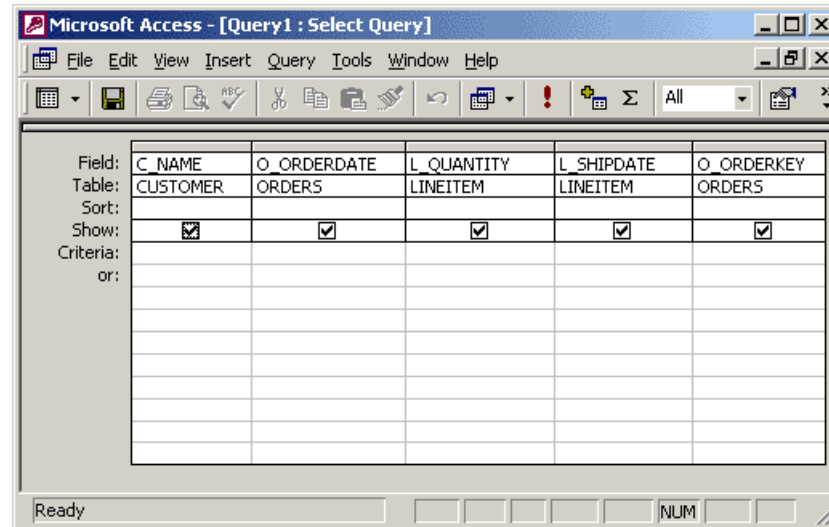 Microsoft Access - [Query1 : Select Query]
File Edit View Insert Query Tools Window Help
ABC Σ All
Field: C_NAME O_ORDERDATE L_QUANTITY L_SHIPDATE O_ORDERKEY
Table: CUSTOMER ORDERS LINEITEM LINEITEM ORDERS
Sort:
Show:
Criteria:
or:
Ready NUM